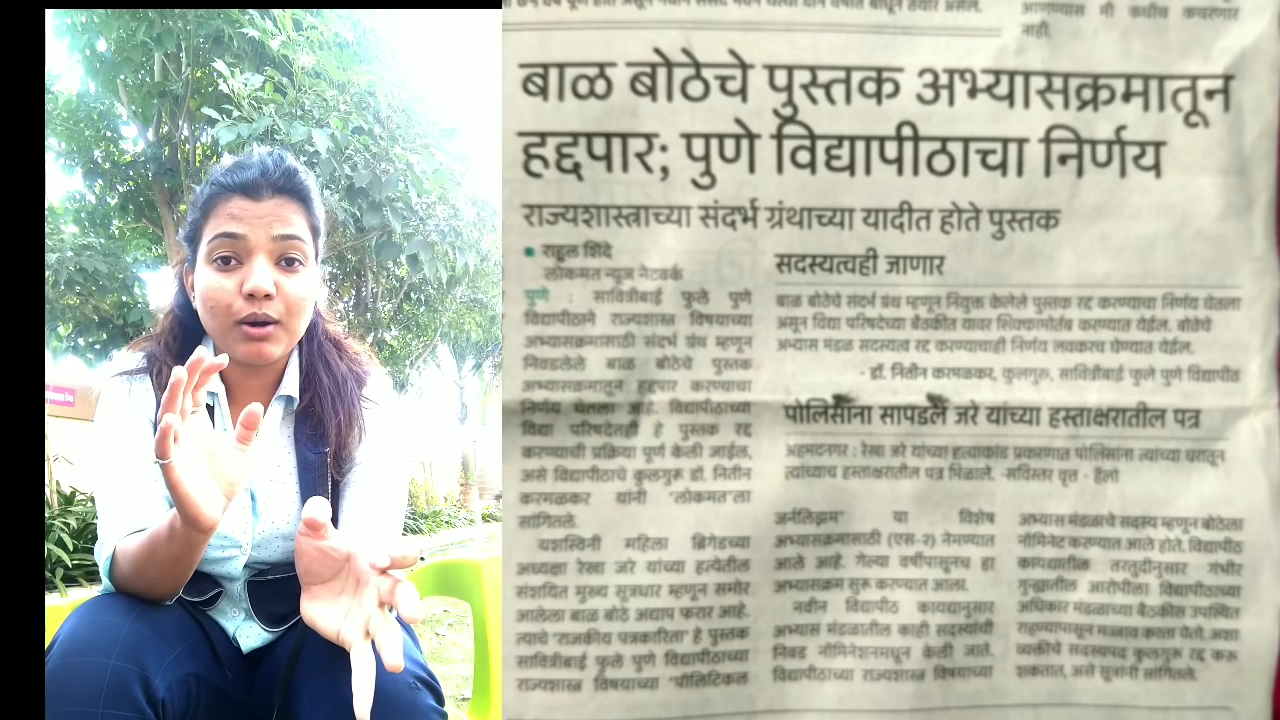 आणण्यास मी कधीच कचरणार
नाही.
बाळ बोठेचे पुस्तक अभ्यासक्रमातून
हद्दपार; पुणे विद्यापीठाचा निर्णय
राज्यशास्त्राच्या संदर्भ ग्रंथाच्या यादीत होते पुस्तक
राहुल शिंदे
लोकमत न्यूज नेटवर्क
पुणे : सावित्रीबाई फुले पुणे
विद्यापीठाने राज्यशास्त्र विषयाच्या
अभ्यासक्रमासाठी संदर्भ ग्रंथ म्हणून
निवडलेले बाळ बोठेचे पुस्तक
अभ्यासक्रमातून हद्दपार करण्याचा
निर्णय घेतला आहे. विद्यापीठाच्या
विद्या परिषदेतही हे पुस्तक रद्द
करण्याची प्रक्रिया पूर्ण केली जाईल,
असे विद्यापीठाचे कुलगुरू डॉ. नितीन
करमळकर यांनी 'लोकमत'ला
सांगितले.
यशस्विनी महिला ब्रिगेडच्या
अध्यक्षा रेखा जरे यांच्या हत्येतील
संशयित मुख्य सूत्रधार म्हणून समोर
आलेला बाळ बोठे अद्याप फरार आहे.
त्याचे 'राजकीय पत्रकारिता' हे पुस्तक
सावित्रीबाई फुले पुणे विद्यापीठाच्या
राज्यशास्त्र विषयाच्या 'पॉलिटिकल
सदस्यत्वही जाणार
बाळ बोठेचे संदर्भ ग्रंथ म्हणून नियुक्त केलेले पुस्तक रद्द करण्याचा निर्णय घेतला
असून विद्या परिषदेच्या बैठकीत यावर शिक्कामोर्तब करण्यात येईल. बोठेचे
अभ्यास मंडळ सदस्यत्व रद्द करण्याचाही निर्णय लवकरच घेण्यात येईल.
- डॉ. नितीन करमळकर, कुलगुरू, सावित्रीबाई फुले पुणे विद्यापीठ
पोलिसांना सापडले जरे यांच्या हस्ताक्षरातील पत्र
अहमदनगर : रेखा जरे यांच्या हत्याकांड प्रकरणात पोलिसांना त्यांच्या घरातून
त्यांच्याच हस्ताक्षरातील पत्र मिळाले. -सविस्तर वृत्त - हॅलो
जर्नलिझम' या विशेष
अभ्यासक्रमासाठी (एस-२) नेमण्यात
आले आहे. गेल्या वर्षीपासूनच हा
अभ्यासक्रम सुरू करण्यात आला.
नवीन विद्यापीठ कायद्यानुसार
अभ्यास मंडळातील काही सदस्यांची
निवड नॉमिनेशनमधून केली जाते.
विद्यापीठाच्या राज्यशास्त्र विषयाच्या
अभ्यास मंडळाचे सदस्य म्हणून बोठेला
नॉमिनेट करण्यात आले होते. विद्यापीठ
कायद्यातील तरतुदीनुसार गंभीर
गुन्ह्यातील आरोपीला विद्यापीठाच्या
अधिकार मंडळाच्या बैठकीस उपस्थित
राहण्यापासून मज्जाव करता येतो. अशा
व्यक्तीचे सदस्यपद कुलगुरू रद्द करू
शकतात, असे सूत्रांनी सांगितले.